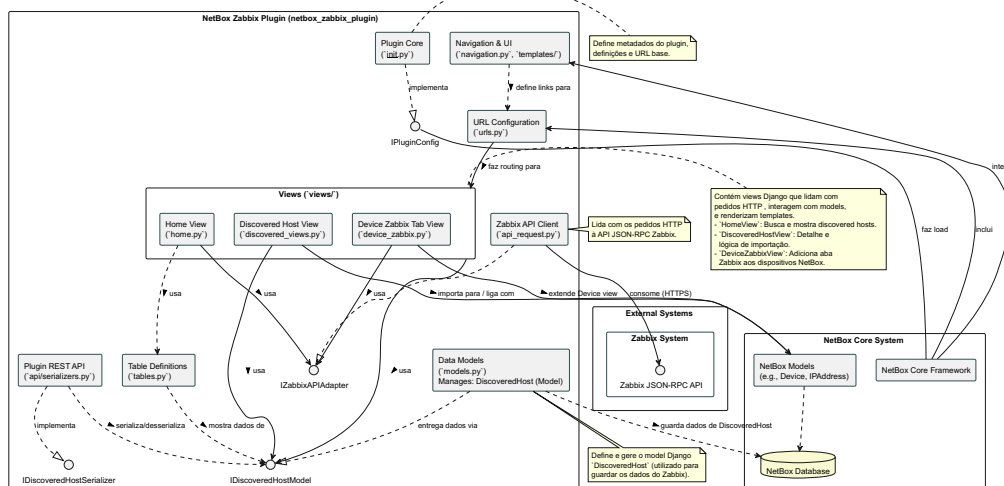 NetBox Zabbix Plugin (netbox_zabbix_plugin)
Plugin Core
(`init.py`)
Navigation & UI
(`navigation.py`, `templates/`)
Define metadados do plugin,
definições e URL base.
implementa
define links para
URL Configuration
(`urls.py`)
IPluginConfig
faz routing para
inte
Views (`views/`)
Home View
(`home.py`)
Discovered Host View
(`discovered_views.py`)
Device Zabbix Tab View
(`device_zabbix.py`)
Zabbix API Client
(`api_request.py`)
Lida com os pedidos HTTP
à API JSON-RPC Zabbix.
Contém views Django que lidam com
pedidos HTTP , interagem com models,
e renderizam templates.
- `HomeView`: Busca e mostra discovered hosts.
- `DiscoveredHostView`: Detalhe e
lógica de importação.
- `DeviceZabbixView`: Adiciona aba
Zabbix aos dispositivos NetBox.
faz load
inclui
usa
usa
usa
importa para / liga com
extende Device view
consome (HTTPS)
External Systems
Zabbix System
NetBox Core System
Plugin REST API
(`api/serializers.py`)
Table Definitions
(`tables.py`)
usa
IZabbixAPIAdapter
usa
Data Models
(`models.py`)
Manages: DiscoveredHost (Model)
Zabbix JSON-RPC API
NetBox Models
(e.g., Device, IPAddress)
NetBox Core Framework
implementa
serializa/desserializa
mostra dados de
entrega dados via
guarda dados de DiscoveredHost
IDiscoveredHostSerializer
IDiscoveredHostModel
Define e gere o model Django
`DiscoveredHost` (utilizado para
guardar os dados do Zabbix).
NetBox Database